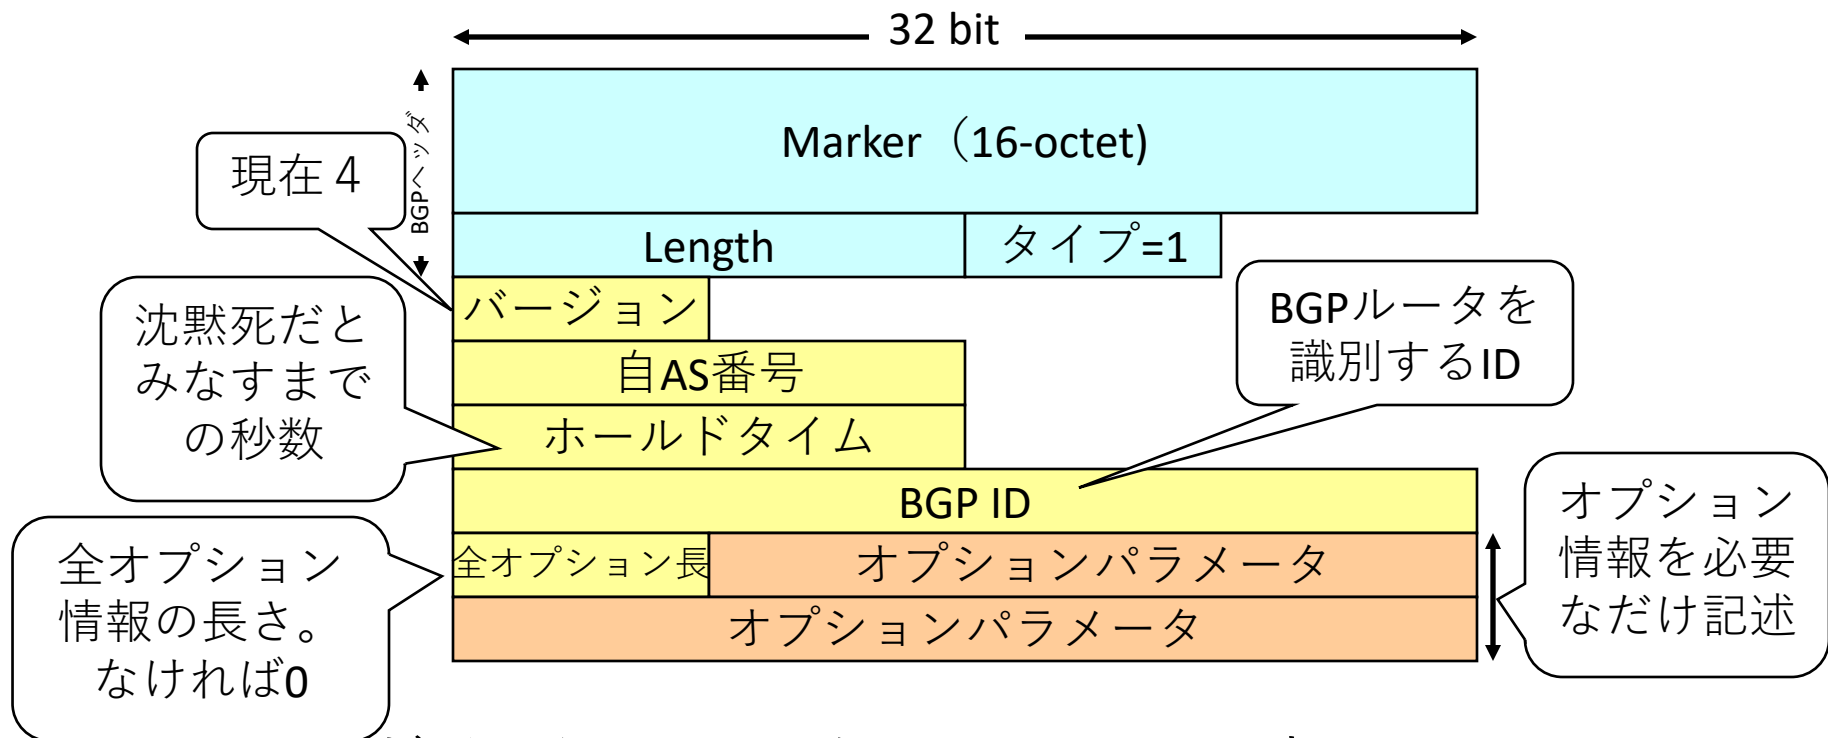 32 bit
BGPヘッダ
Marker（16-octet)
現在４
Length
タイプ=1
バージョン
BGPルータを
識別するID
沈黙死だと
みなすまで
の秒数
自AS番号
ホールドタイム
BGP ID
オプション
情報を必要
なだけ記述
全オプション
情報の長さ。
なければ0
全オプション長
オプションパラメータ
オプションパラメータ